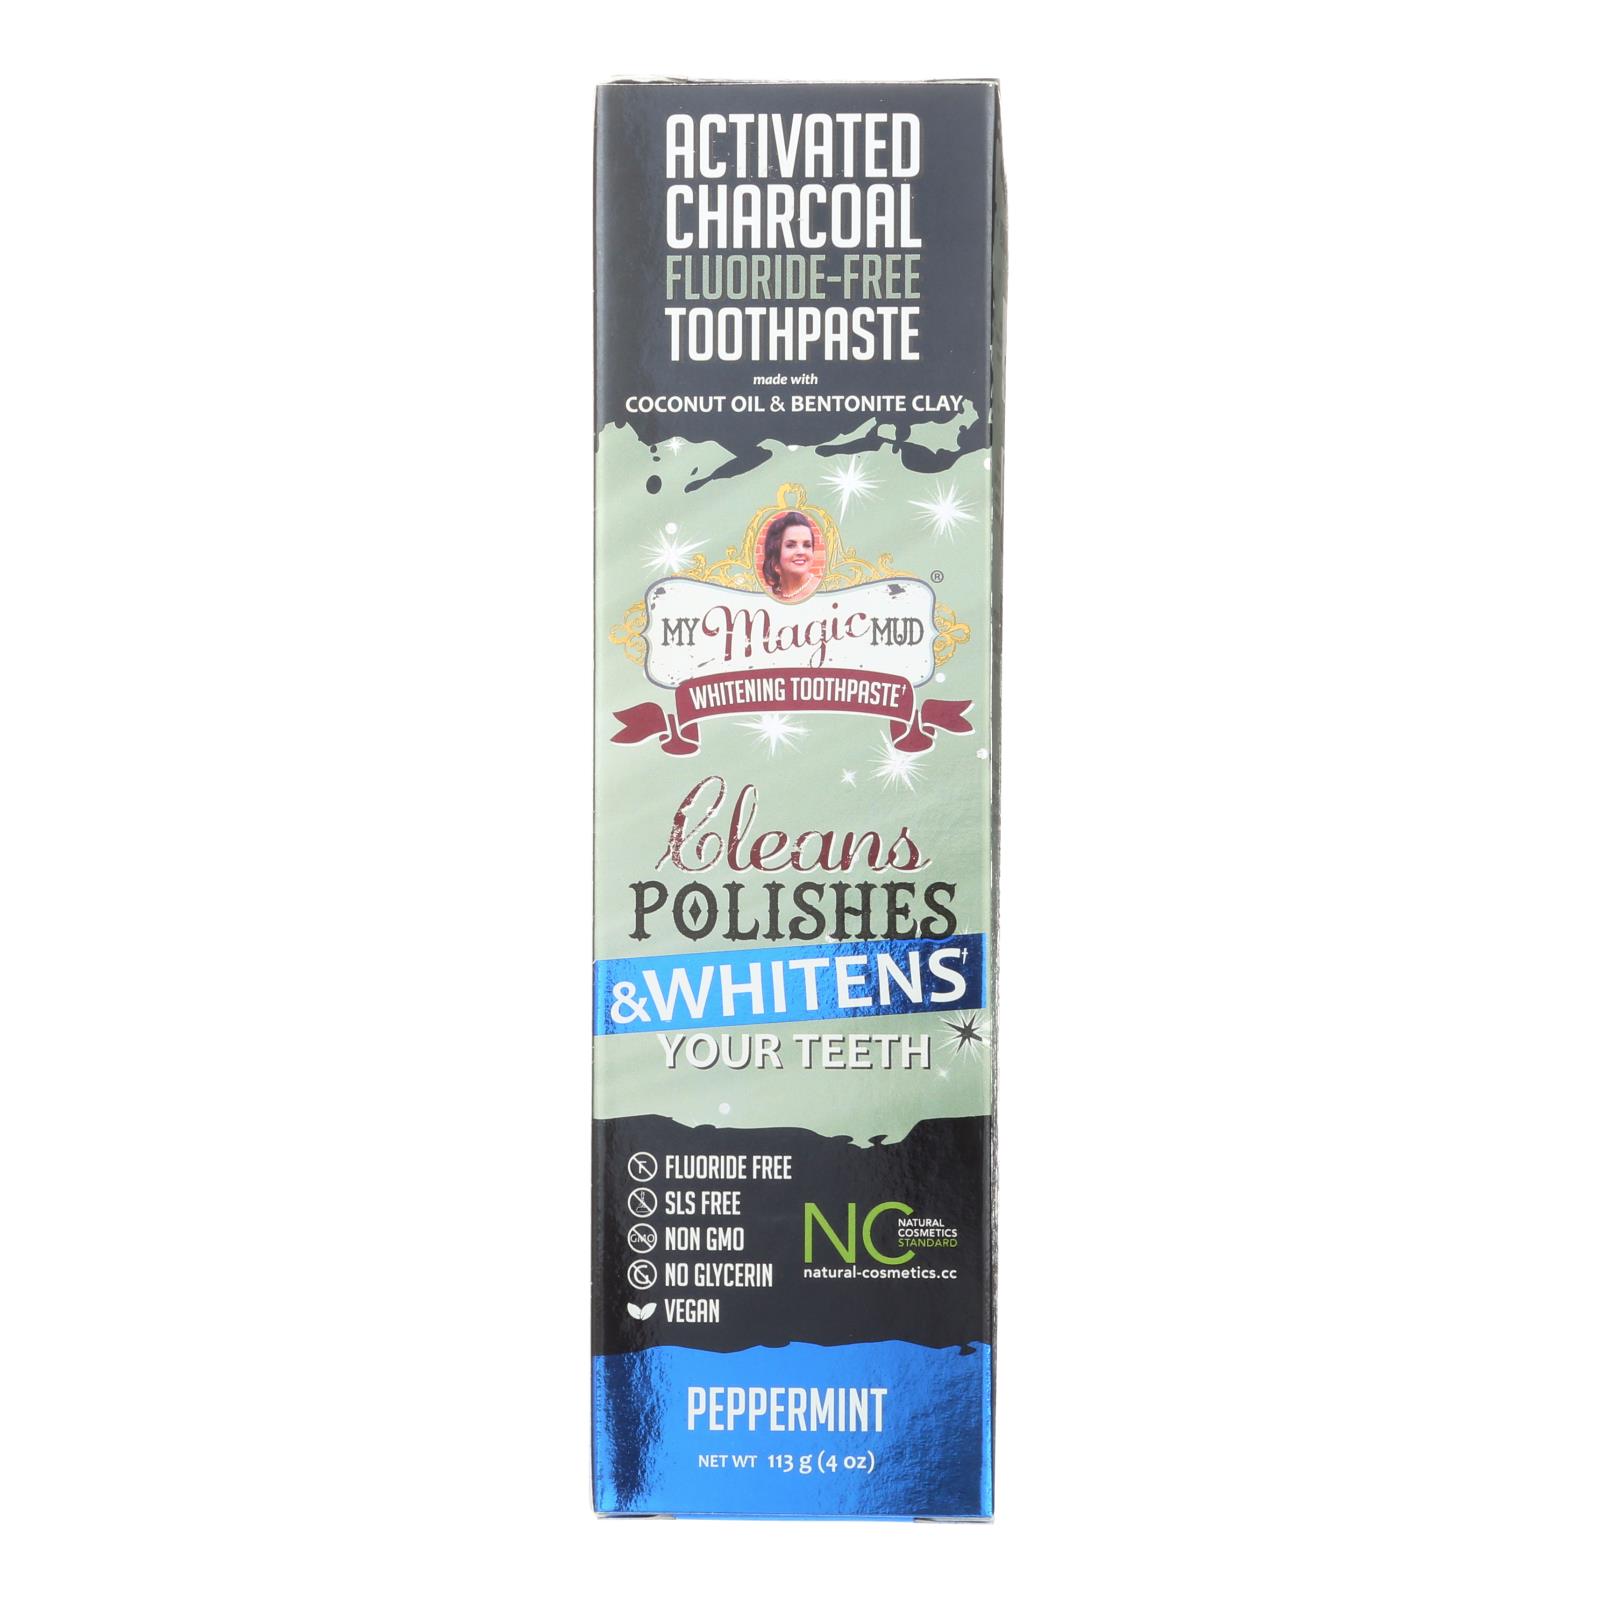 ACTIVATED
CHARCOAL
FLUORIDE-FREE
TOOTHPASTE
made with
COCONUT OIL & BENTONITE CLAY
MY Magic MUD®
WHITENING TOOTHPASTE†
Cleans
POLISHES
&WHITENS†
YOUR TEETH
F FLUORIDE FREE
SLS FREE
GMO NON GMO
G NO GLYCERIN
VEGAN
NC NATURAL
COSMETICS
STANDARD
natural-cosmetics.cc
PEPPERMINT
NET WT 113 g (4 oz)